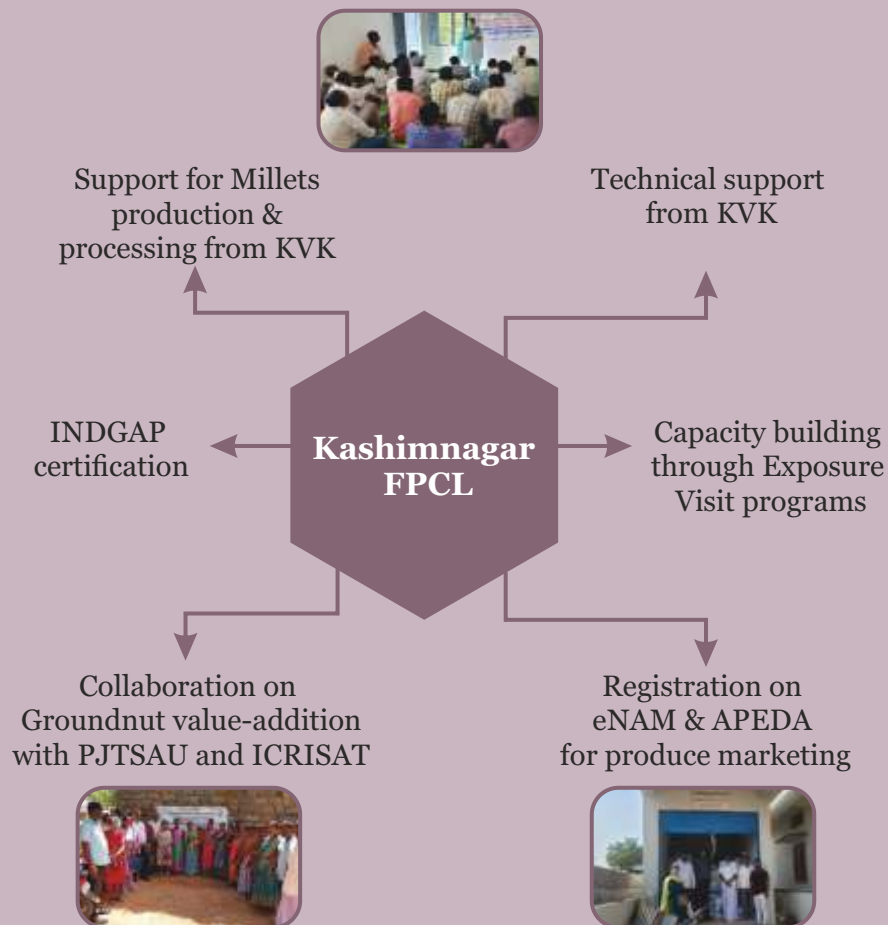 Support for Millets
production &
processing from KVK
Technical support
from KVK
INDGAP
certification
Kashimnagar
FPCL
Capacity building
through Exposure
Visit programs
Collaboration on
Groundnut value-addition
with PJTSAU and ICRISAT
Registration on
eNAM & APEDA
for produce marketing